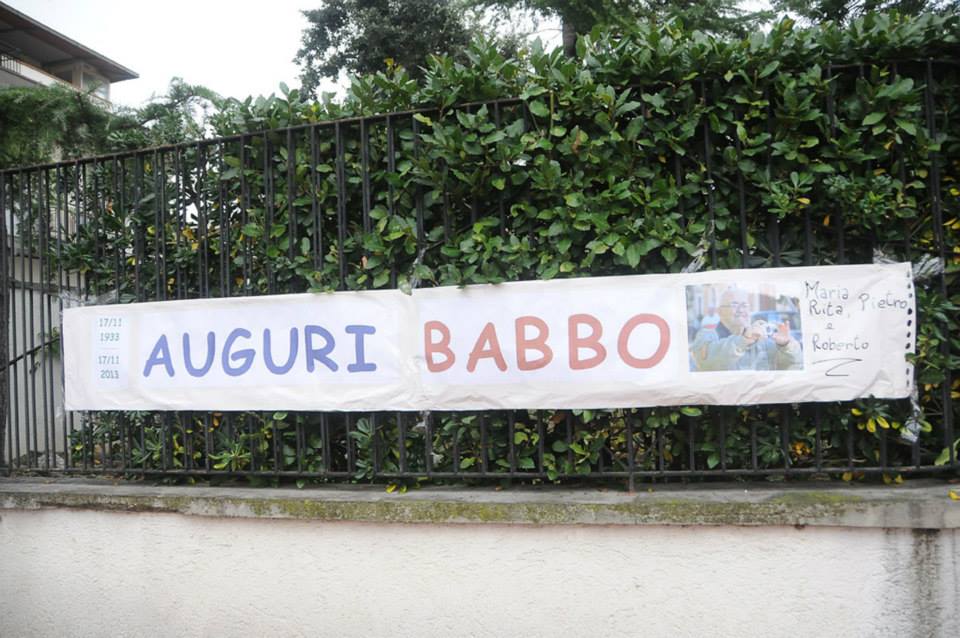 17/11
1933
17/11
2013
AUGURI BABBO
Maria
Rita, Pietro
e
Roberto